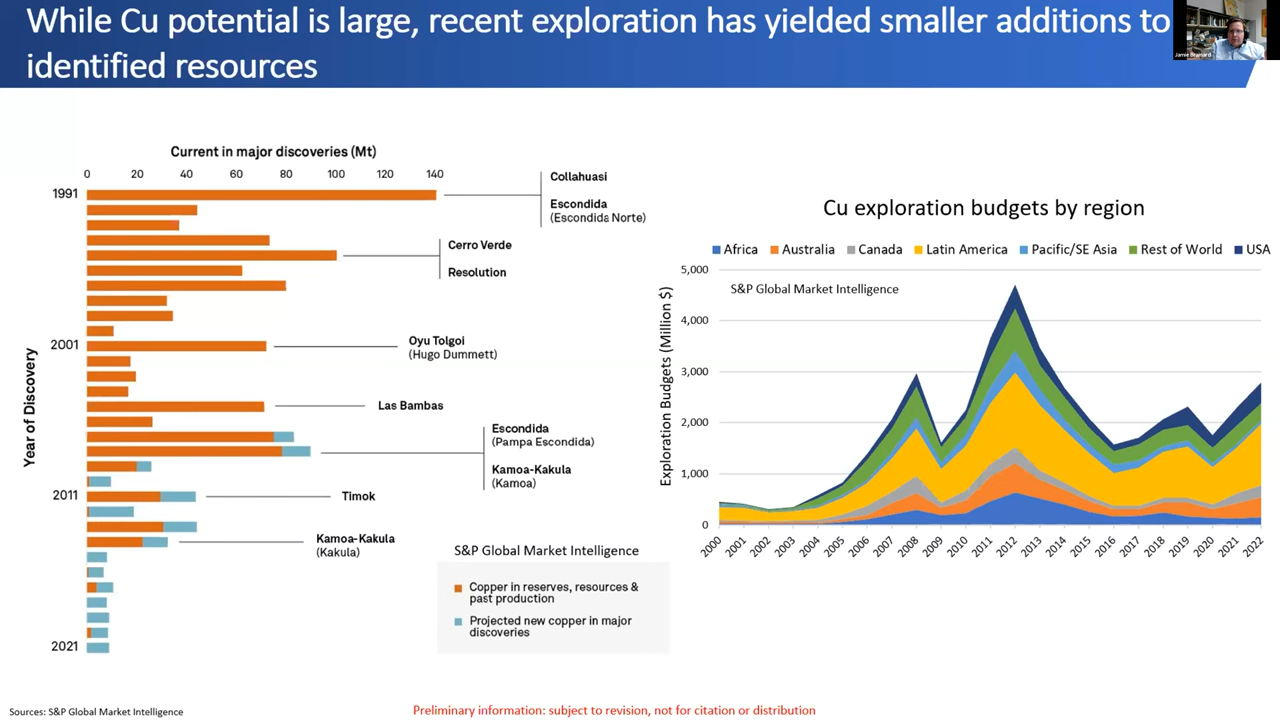 While Cu potential is large, recent exploration has yielded smaller additions to
identified resources
Jamie Brainard
Current in major discoveries (Mt)
0 20 40 60 80 100 120 140
Year of Discovery
1991
2001
2011
2021
Collahuasi
Escondida
(Escondida Norte)
Cerro Verde
Resolution
Oyu Tolgoi
(Hugo Dummett)
Las Bambas
Escondida
(Pampa Escondida)
Kamoa-Kakula
(Kamoa)
Timok
Kamoa-Kakula
(Kakula)
S&P Global Market Intelligence
Copper in reserves, resources &
past production
Projected new copper in major
discoveries
Cu exploration budgets by region
Africa Australia Canada Latin America Pacific/SE Asia Rest of World USA
S&P Global Market Intelligence
Exploration Budgets (Million $)
5,000
4,000
3,000
2,000
1,000
0
2000 2001 2002 2003 2004 2005 2006 2007 2008 2009 2010 2011 2012 2013 2014 2015 2016 2017 2018 2019 2020 2021 2022
Sources: S&P Global Market Intelligence
Preliminary information: subject to revision, not for citation or distribution